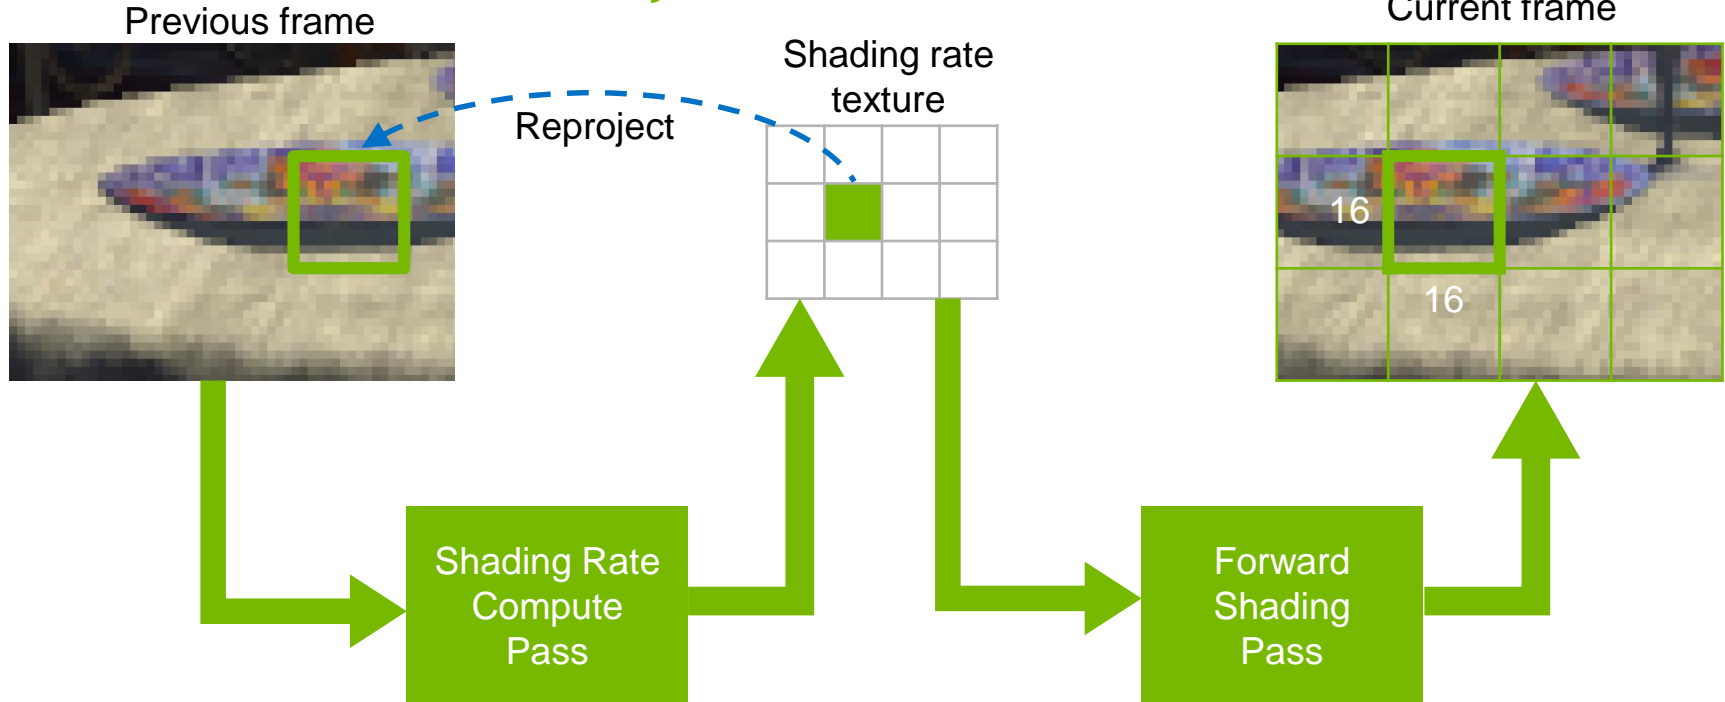 Previous frame
Current frame
Shading rate
texture
Reproject
16
16
Shading Rate
Compute
Pass
Forward
Shading
Pass